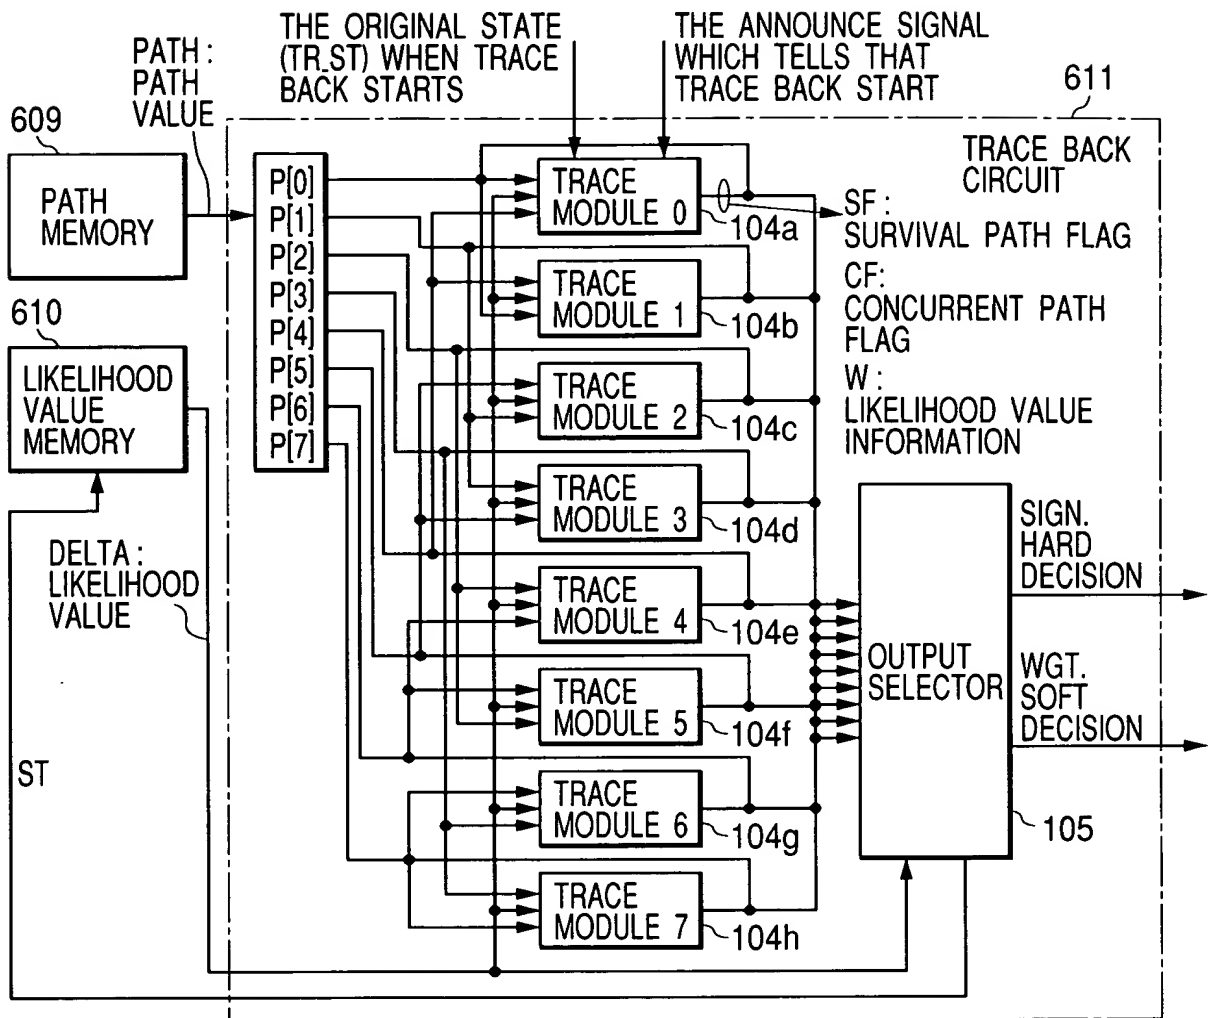 THE ORIGINAL STATE
(TR_ST) WHEN TRACE
BACK STARTS
THE ANNOUNCE SIGNAL
WHICH TELLS THAT
TRACE BACK START
PATH :
PATH
VALUE
611
609
PATH
MEMORY
TRACE BACK
CIRCUIT
P[0]
P[1]
P[2]
P[3]
P[4]
P[5]
P[6]
P[7]
TRACE
MODULE 0
104a
SF :
SURVIVAL PATH FLAG
CF:
CONCURRENT PATH
FLAG
W :
LIKELIHOOD VALUE
INFORMATION
TRACE
MODULE 1
104b
610
LIKELIHOOD
VALUE
MEMORY
TRACE
MODULE 2
104c
TRACE
MODULE 3
104d
DELTA :
LIKELIHOOD
VALUE
TRACE
MODULE 4
104e
TRACE
MODULE 5
104f
TRACE
MODULE 6
104g
TRACE
MODULE 7
104h
OUTPUT
SELECTOR
105
SIGN.
HARD
DECISION
WGT.
SOFT
DECISION
ST